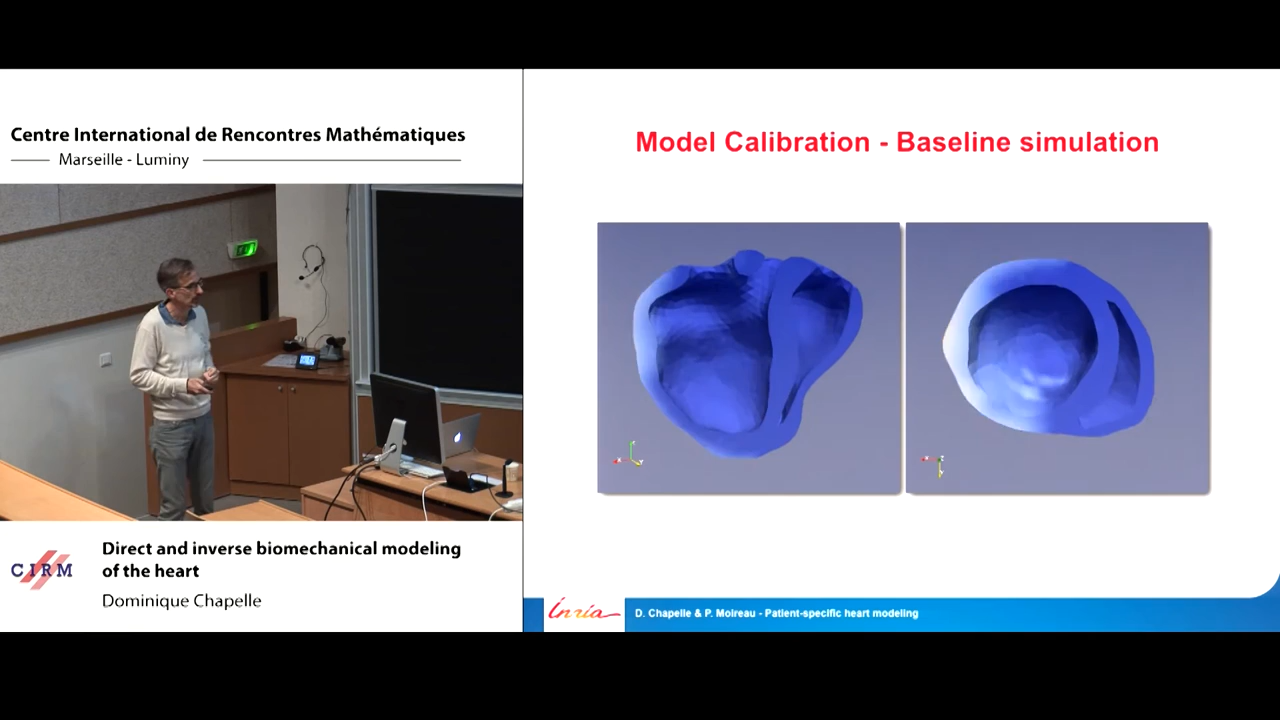 Centre International de Rencontres Mathématiques
Marseille - Luminy
Model Calibration - Baseline simulation
CIRM
Direct and inverse biomechanical modeling
of the heart
Dominique Chapelle
Inria
D. Chapelle & P. Moireau - Patient-specific heart modeling